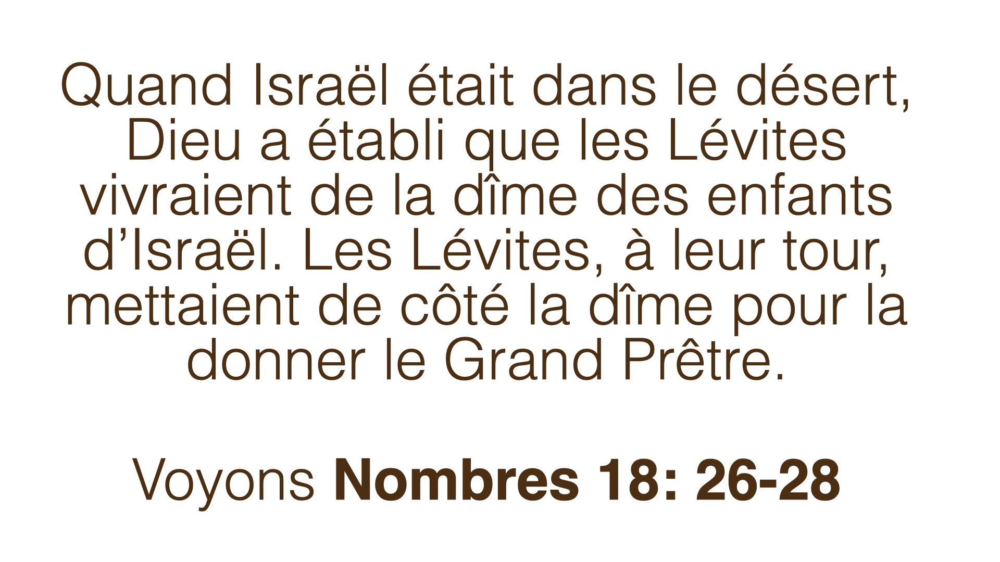 Quand Israël était dans le désert,
Dieu a établi que les Lévites
vivraient de la dîme des enfants
d’Israël. Les Lévites, à leur tour,
mettaient de côté la dîme pour la
donner le Grand Prêtre.
Voyons Nombres 18: 26-28